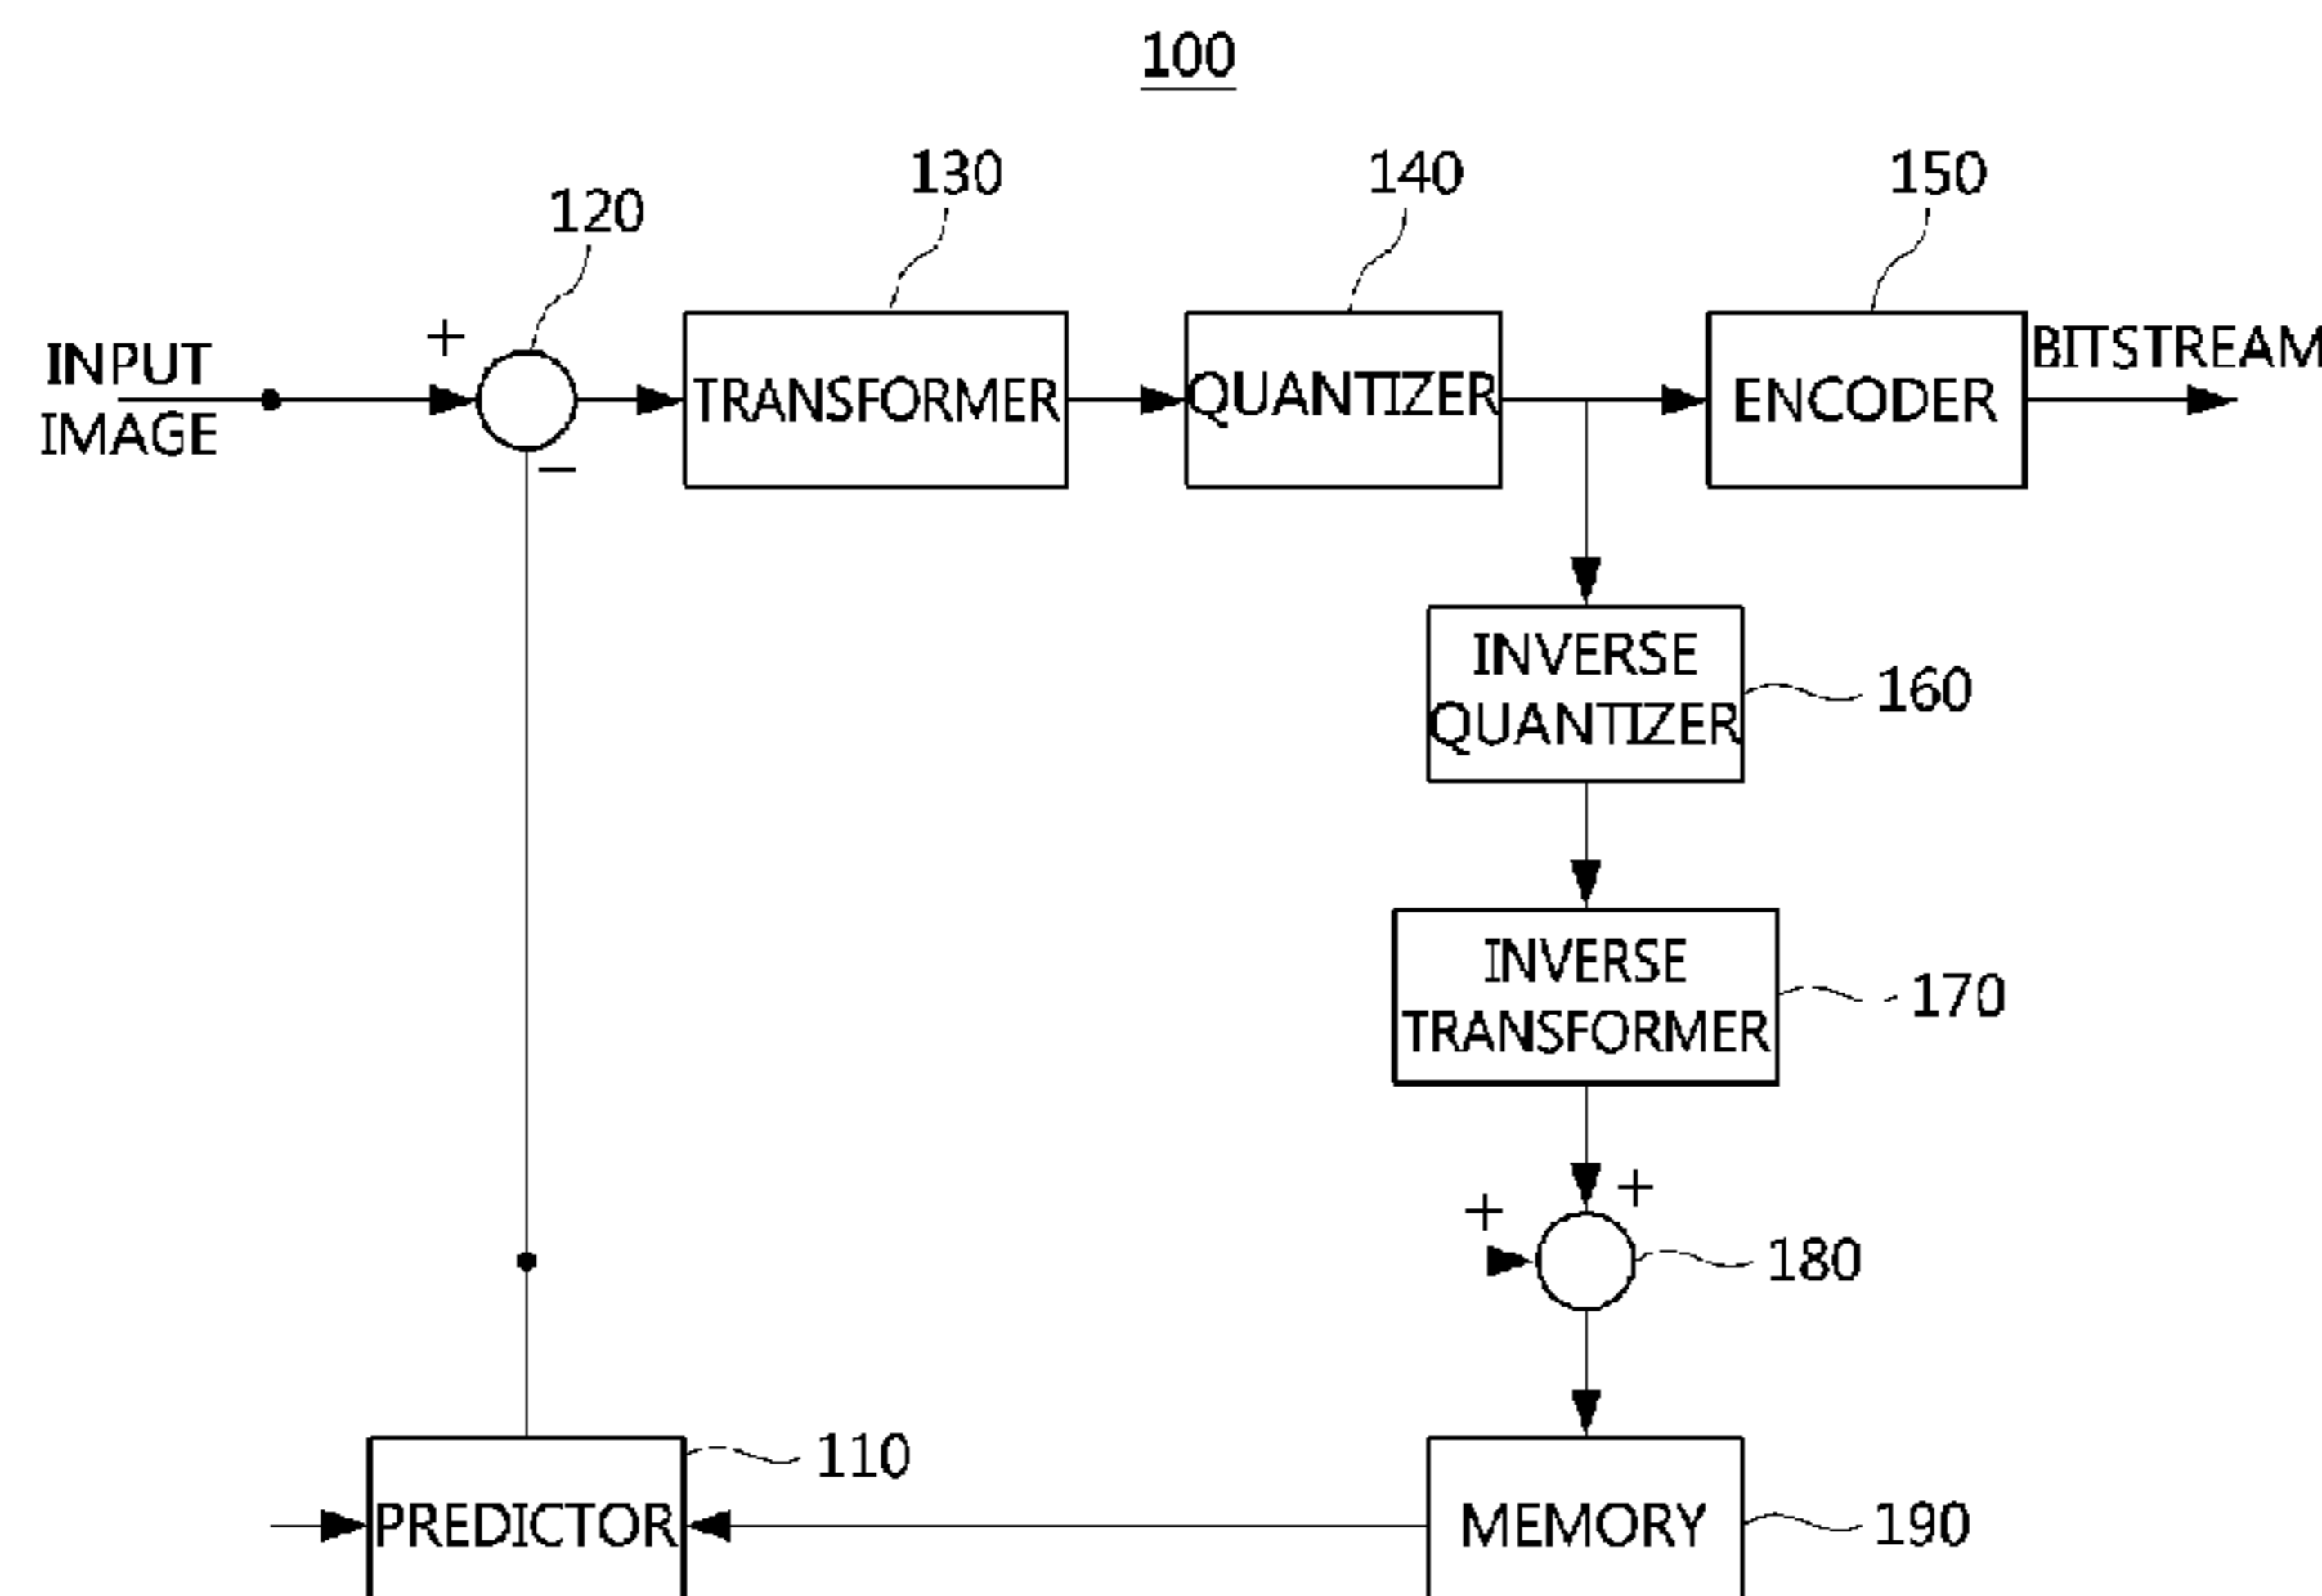 100
120
130
140
150
+
INPUT
IMAGE
−
TRANSFORMER
QUANTIZER
ENCODER
BITSTREAM
INVERSE
QUANTIZER
160
INVERSE
TRANSFORMER
170
+
+
180
110
PREDICTOR
MEMORY
190